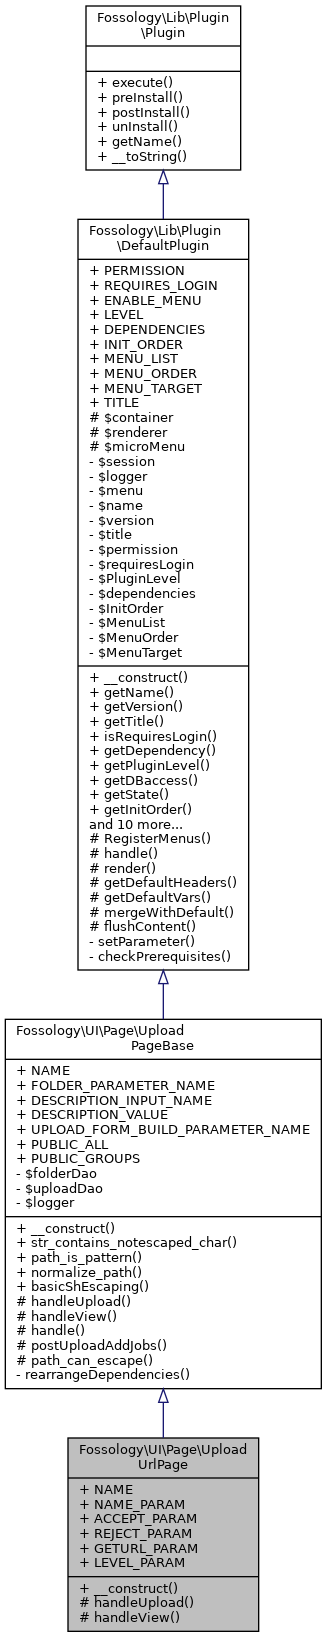 Fossology\Lib\Plugin
\Plugin
+ execute()
+ preInstall()
+ postInstall()
+ unInstall()
+ getName()
+ __toString()
Fossology\Lib\Plugin
\DefaultPlugin
+ PERMISSION
+ REQUIRES_LOGIN
+ ENABLE_MENU
+ LEVEL
+ DEPENDENCIES
+ INIT_ORDER
+ MENU_LIST
+ MENU_ORDER
+ MENU_TARGET
+ TITLE
# $container
# $renderer
# $microMenu
- $session
- $logger
- $menu
- $name
- $version
- $title
- $permission
- $requiresLogin
- $PluginLevel
- $dependencies
- $InitOrder
- $MenuList
- $MenuOrder
- $MenuTarget
+ __construct()
+ getName()
+ getVersion()
+ getTitle()
+ isRequiresLogin()
+ getDependency()
+ getPluginLevel()
+ getDBaccess()
+ getState()
+ getInitOrder()
and 10 more...
# RegisterMenus()
# handle()
# render()
# getDefaultHeaders()
# getDefaultVars()
# mergeWithDefault()
# flushContent()
- setParameter()
- checkPrerequisites()
Fossology\UI\Page\Upload
PageBase
+ NAME
+ FOLDER_PARAMETER_NAME
+ DESCRIPTION_INPUT_NAME
+ DESCRIPTION_VALUE
+ UPLOAD_FORM_BUILD_PARAMETER_NAME
+ PUBLIC_ALL
+ PUBLIC_GROUPS
- $folderDao
- $uploadDao
- $logger
+ __construct()
+ str_contains_notescaped_char()
+ path_is_pattern()
+ normalize_path()
+ basicShEscaping()
# handleUpload()
# handleView()
# handle()
# postUploadAddJobs()
# path_can_escape()
- rearrangeDependencies()
Fossology\UI\Page\Upload
UrlPage
+ NAME
+ NAME_PARAM
+ ACCEPT_PARAM
+ REJECT_PARAM
+ GETURL_PARAM
+ LEVEL_PARAM
+ __construct()
# handleUpload()
# handleView()